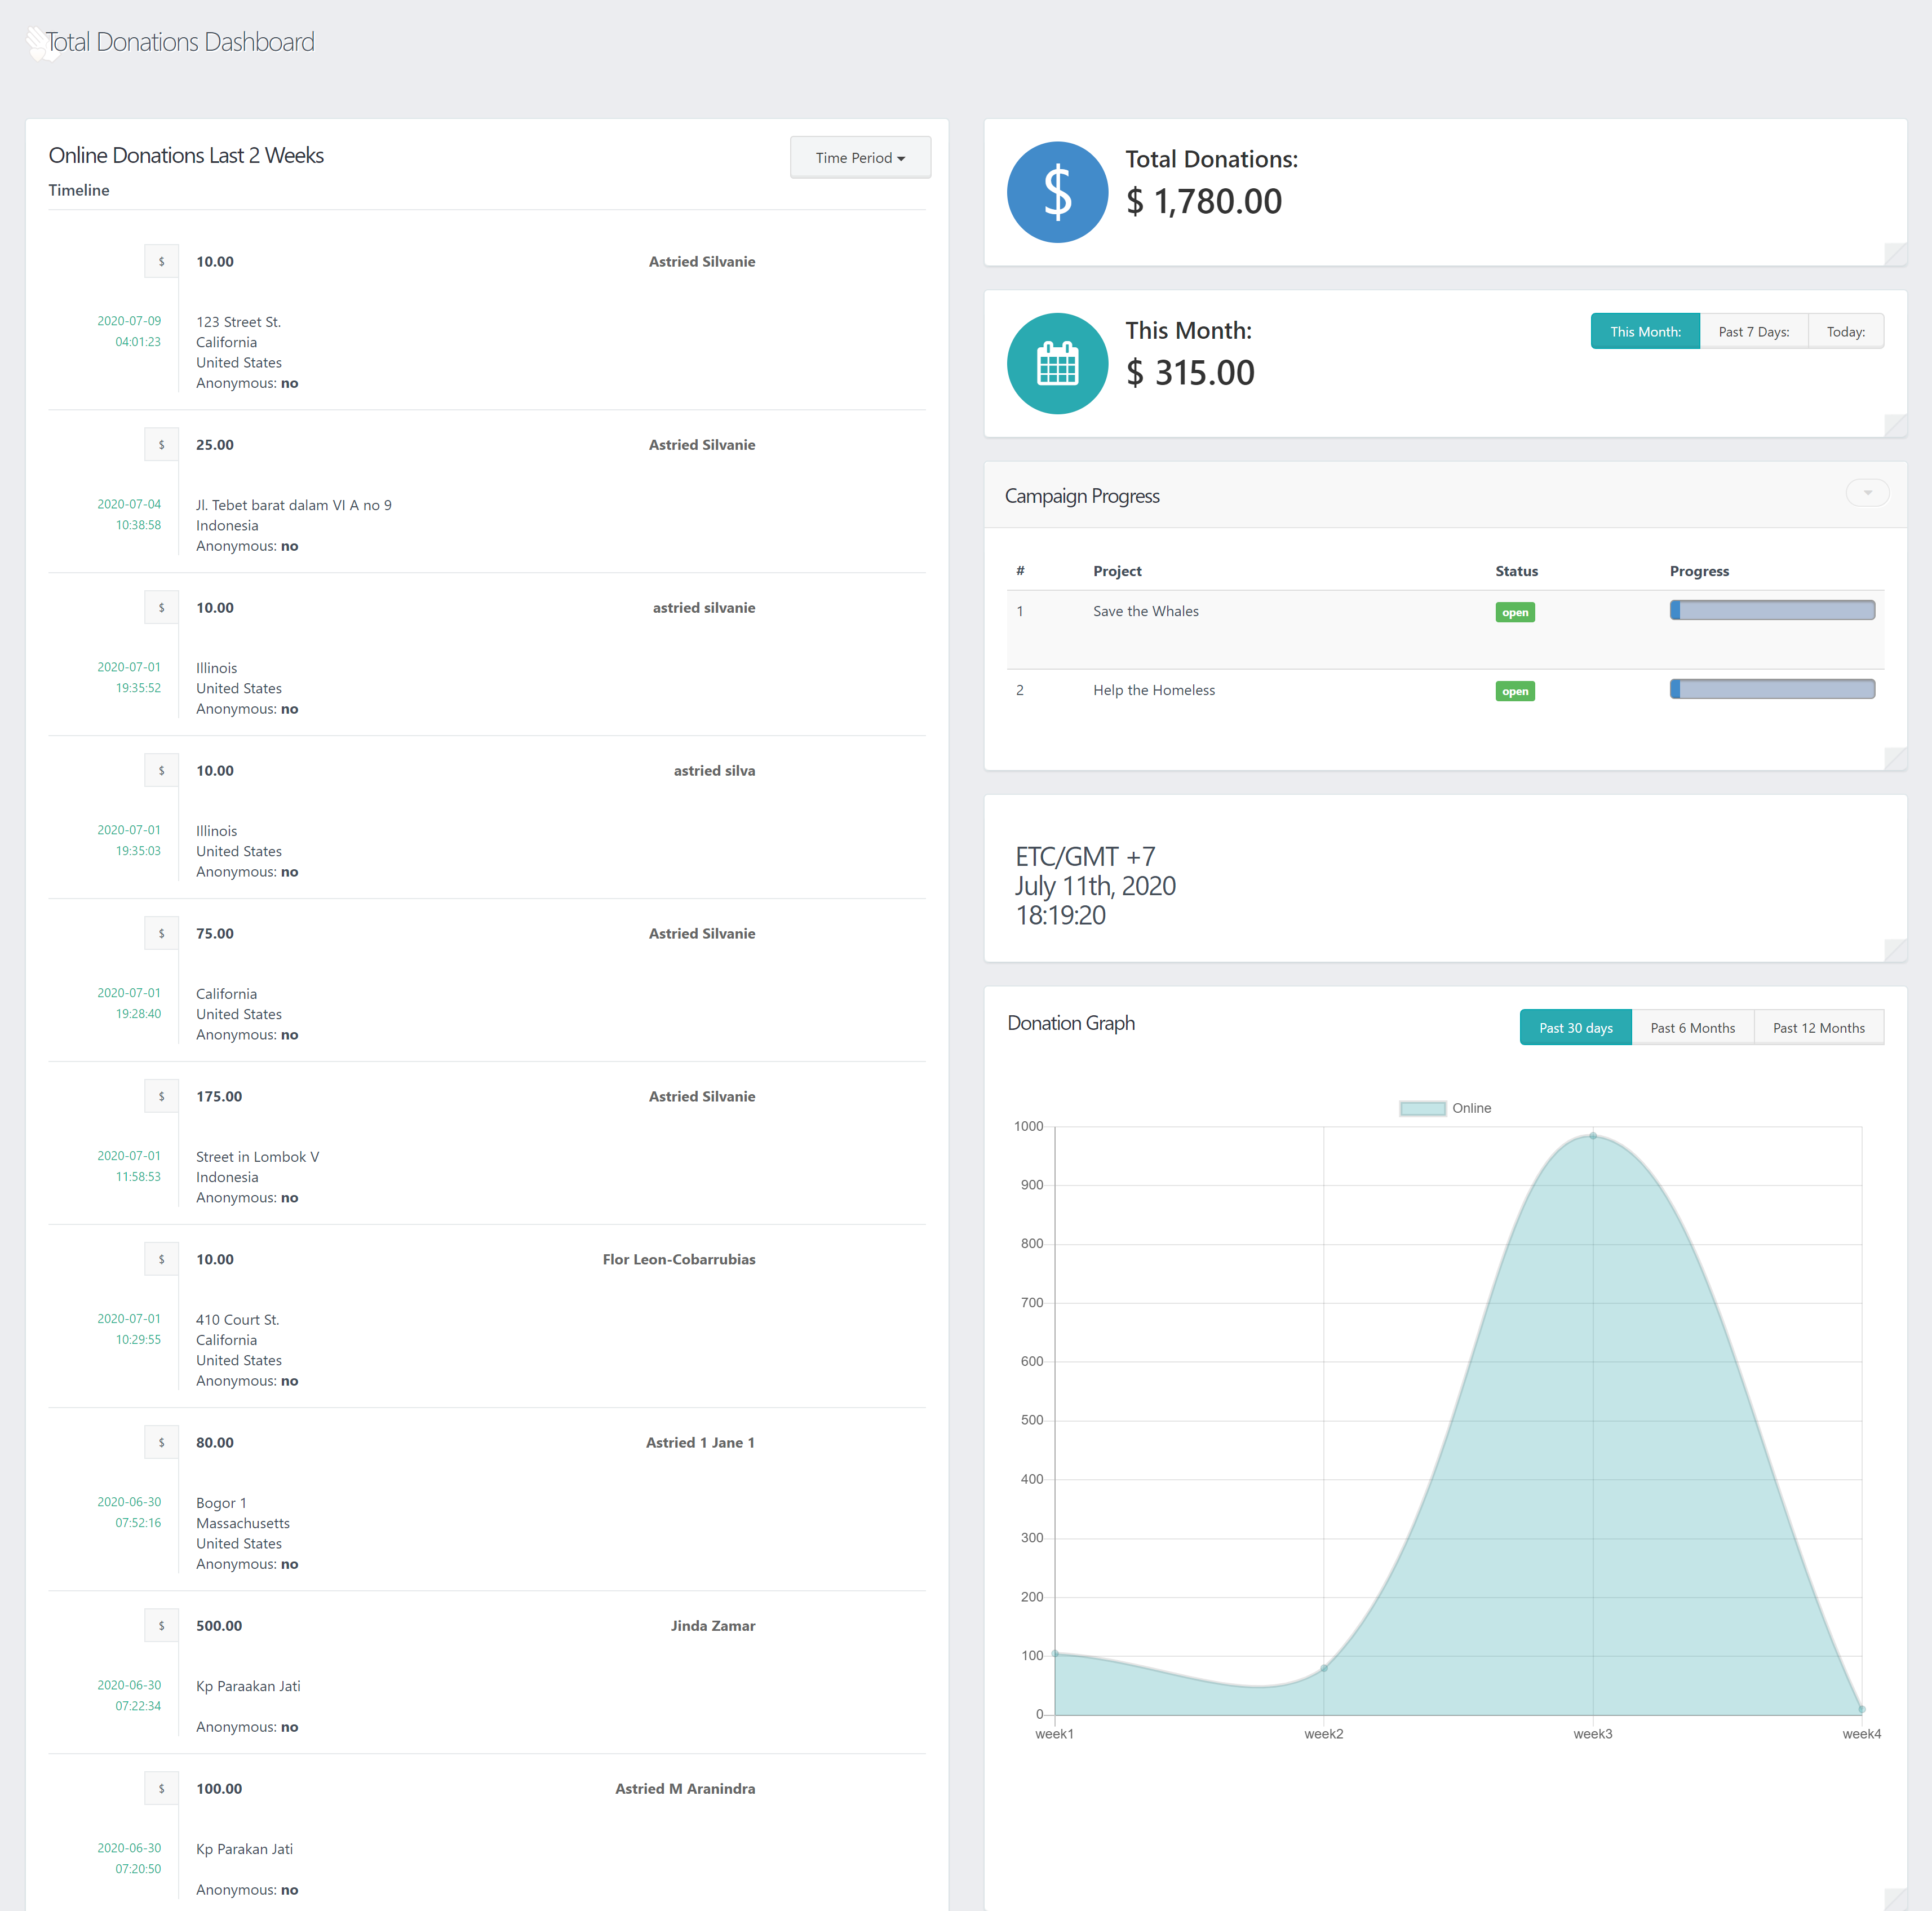 Total Donations Dashboard
Online Donations Last 2 Weeks
Time Period
Timeline
$ 10.00 Astried Silvanie
2020-07-09
04:01:23
123 Street St.
California
United States
Anonymous: no
$ 25.00 Astried Silvanie
2020-07-04
10:38:58
Jl. Tebet barat dalam VI A no 9
Indonesia
Anonymous: no
$ 10.00 astried silvanie
2020-07-01
19:35:52
Illinois
United States
Anonymous: no
$ 10.00 astried silva
2020-07-01
19:35:03
Illinois
United States
Anonymous: no
$ 75.00 Astried Silvanie
2020-07-01
19:28:40
California
United States
Anonymous: no
$ 175.00 Astried Silvanie
2020-07-01
11:58:53
Street in Lombok V
Indonesia
Anonymous: no
$ 10.00 Flor Leon-Cobarrubias
2020-07-01
10:29:55
410 Court St.
California
United States
Anonymous: no
$ 80.00 Astried 1 Jane 1
2020-06-30
07:52:16
Bogor 1
Massachusetts
United States
Anonymous: no
$ 500.00 Jinda Zamar
2020-06-30
07:22:34
Kp Paraakan Jati
Anonymous: no
$ 100.00 Astried M Aranindra
2020-06-30
07:20:50
Kp Parakan Jati
Anonymous: no
$
Total Donations:
$ 1,780.00
This Month:
$ 315.00
This Month: Past 7 Days: Today:
Campaign Progress
# Project Status Progress
1 Save the Whales open
2 Help the Homeless open
ETC/GMT +7
July 11th, 2020
18:19:20
Donation Graph
Past 30 days Past 6 Months Past 12 Months
Online
1000
900
800
700
600
500
400
300
200
100
0
week1 week2 week3 week4